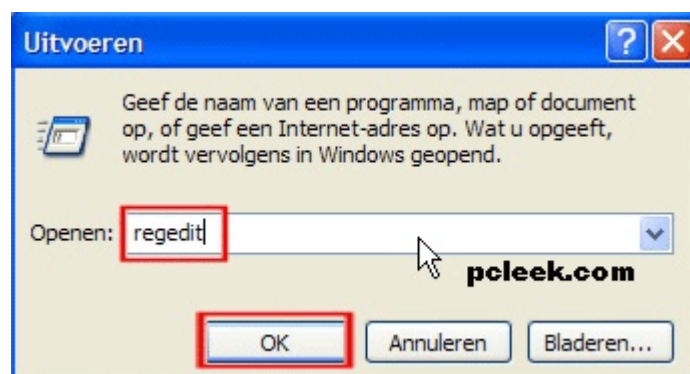 Uitvoeren
Geef de naam van een programma, map of document
op, of geef een Internet-adres op. Wat u opgeeft,
wordt vervolgens in Windows geopend.
Openen: regedit
pcleek.com
OK Annuleren Bladeren...